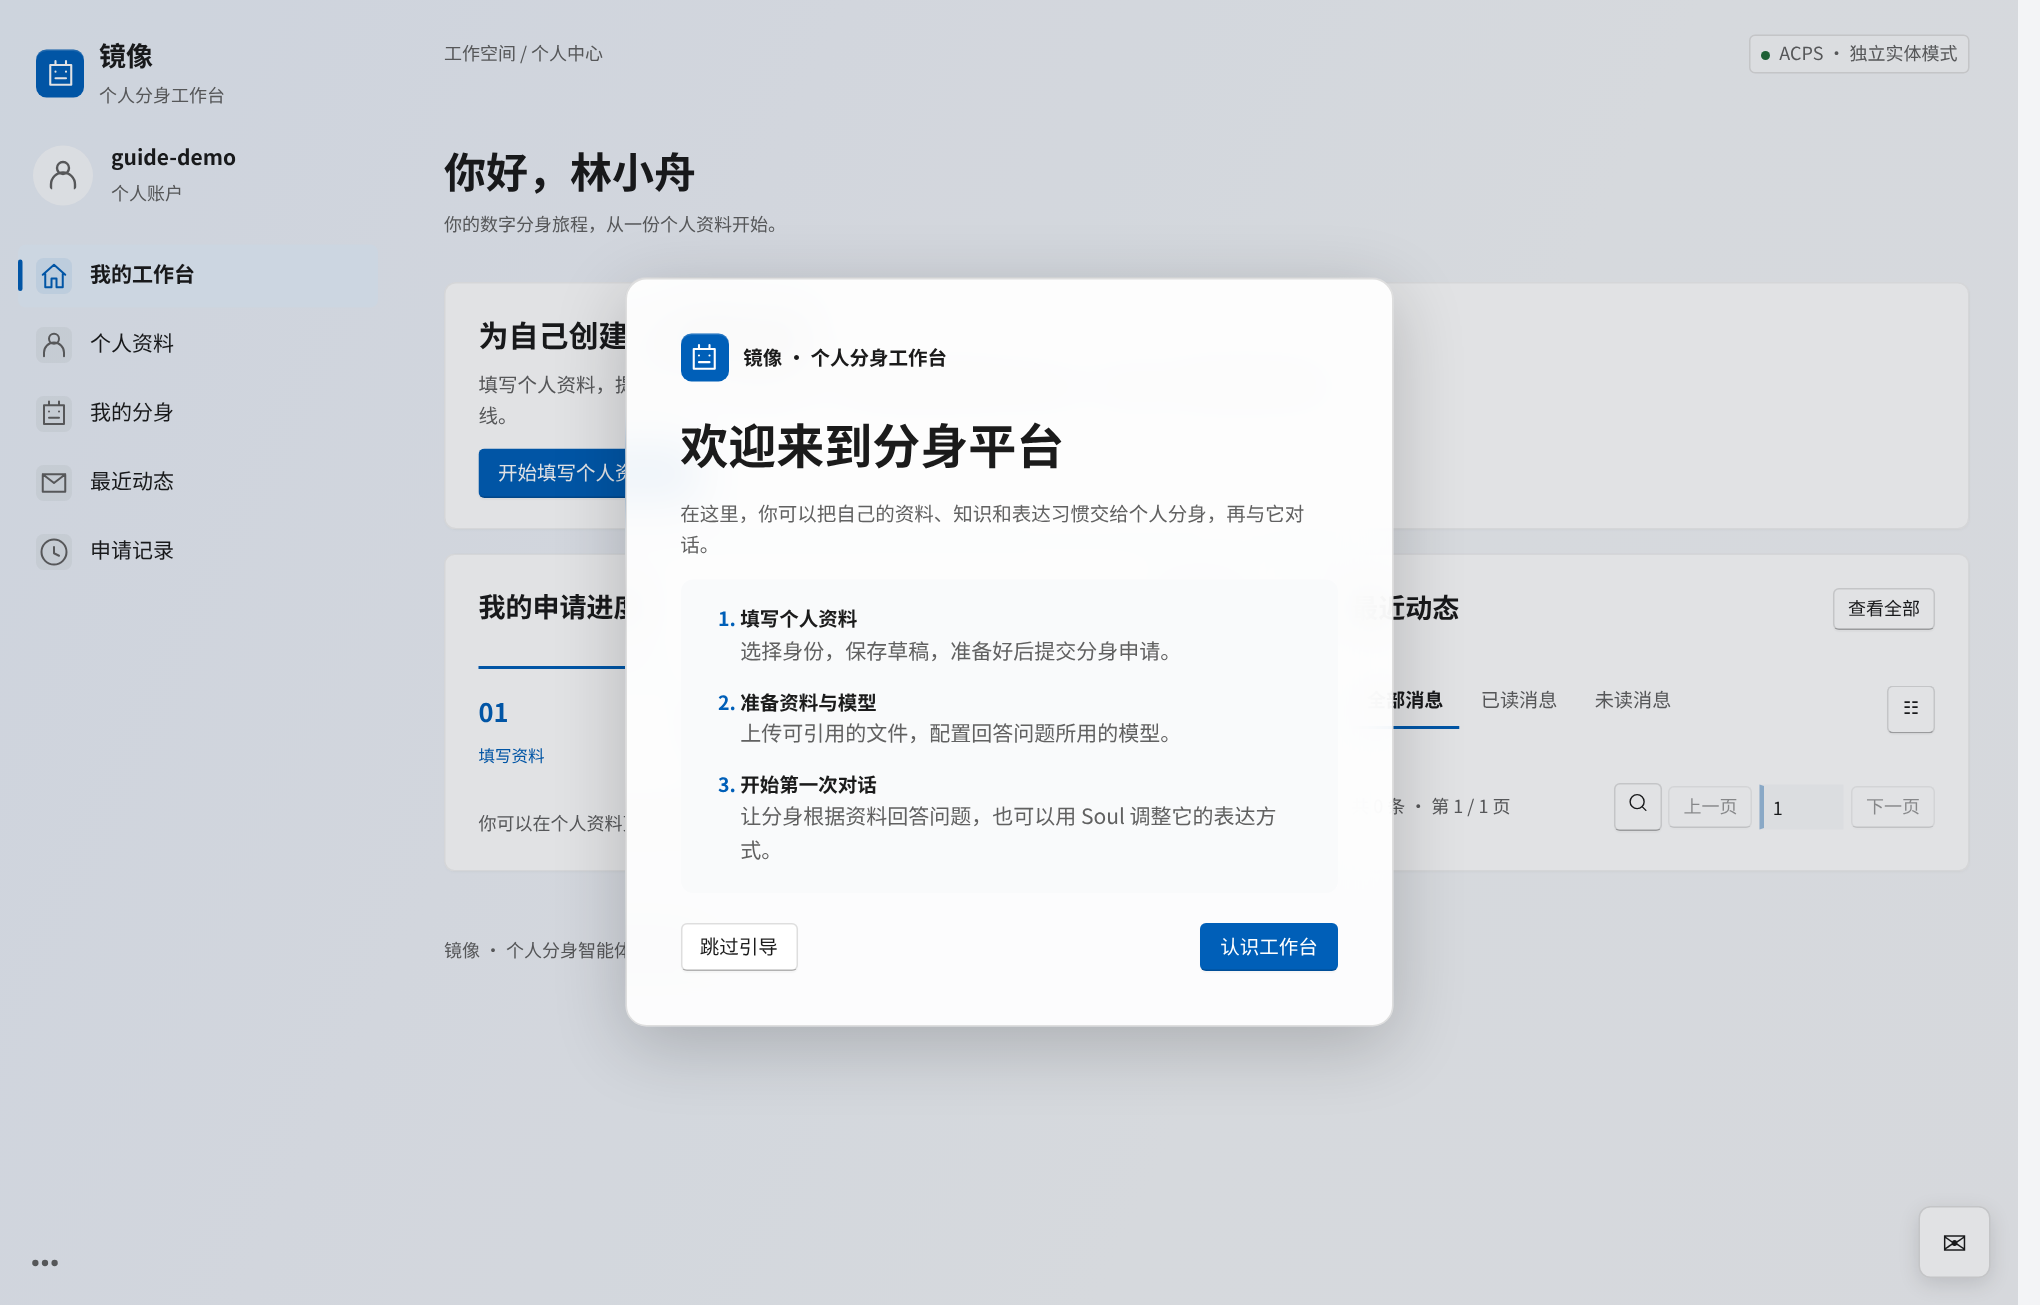 镜像
个人分身工作台
guide-demo
个人账户
我的工作台
个人资料
我的分身
最近动态
申请记录
工作空间 / 个人中心
ACPS · 独立实体模式
你好，林小舟
你的数字分身旅程，从一份个人资料开始。
为自己创建
填写个人资料，提
线。
开始填写个人资
我的申请进度
01
填写资料
你可以在个人资料
镜像 · 个人分身智能体
镜像 · 个人分身工作台
欢迎来到分身平台
在这里，你可以把自己的资料、知识和表达习惯交给个人分身，再与它对
话。
1. 填写个人资料
选择身份，保存草稿，准备好后提交分身申请。
2. 准备资料与模型
上传可引用的文件，配置回答问题所用的模型。
3. 开始第一次对话
让分身根据资料回答问题，也可以用 Soul 调整它的表达方
式。
跳过引导
认识工作台
近动态
查看全部
全部消息
已读消息
未读消息
条 · 第 1 / 1 页
上一页
1
下一页